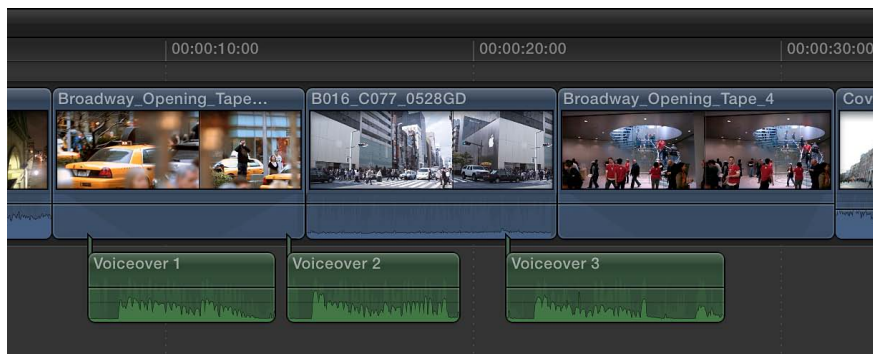 00:00:10:00
00:00:20:00
00:00:30:00
Broadway_Opening_Tape...
B016_C077_0528GD
Broadway_Opening_Tape_4
Cov
Voiceover 1
Voiceover 2
Voiceover 3